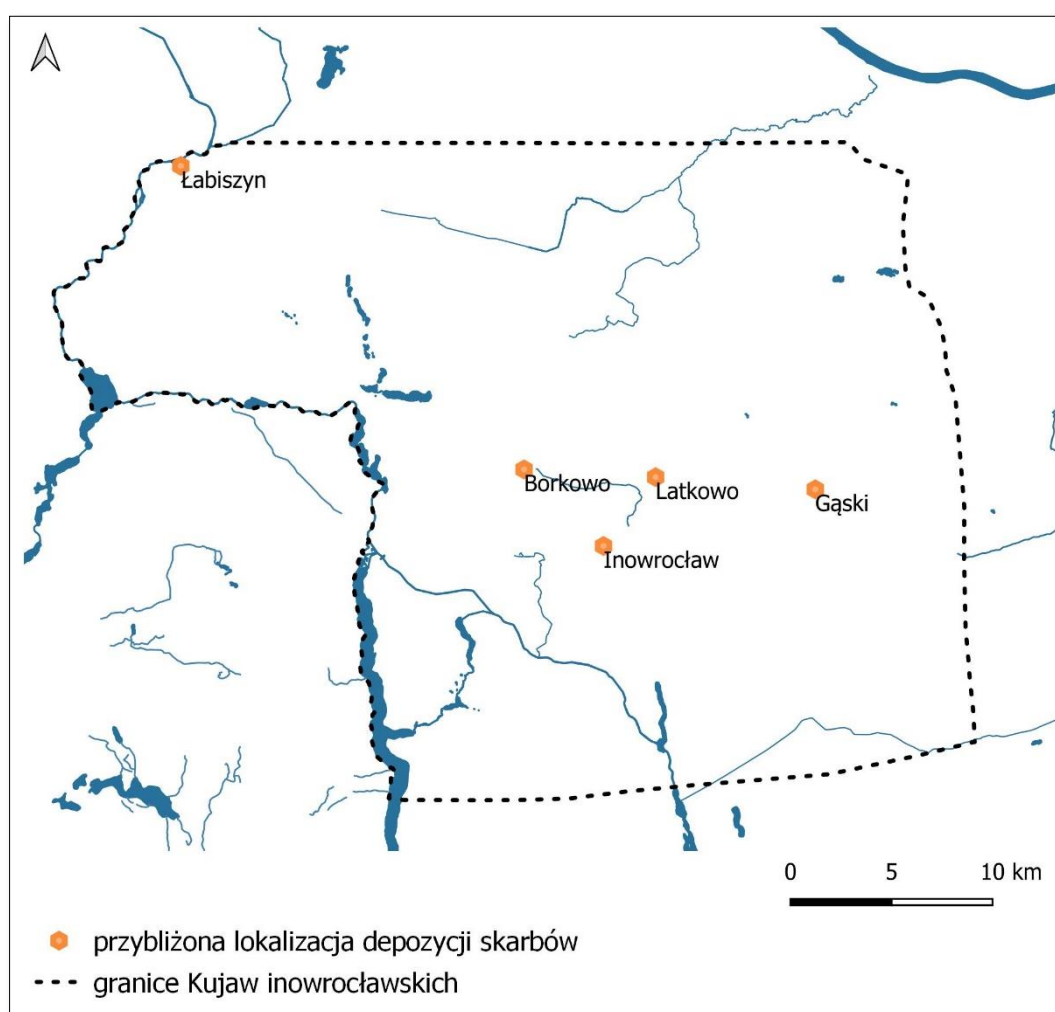 Łabiszyn
Borkowo
Latkowo
Gąski
Inowrocław
0 5 10 km
przybliżona lokalizacja depozycji skarbów
granice Kujaw inowrocławskich